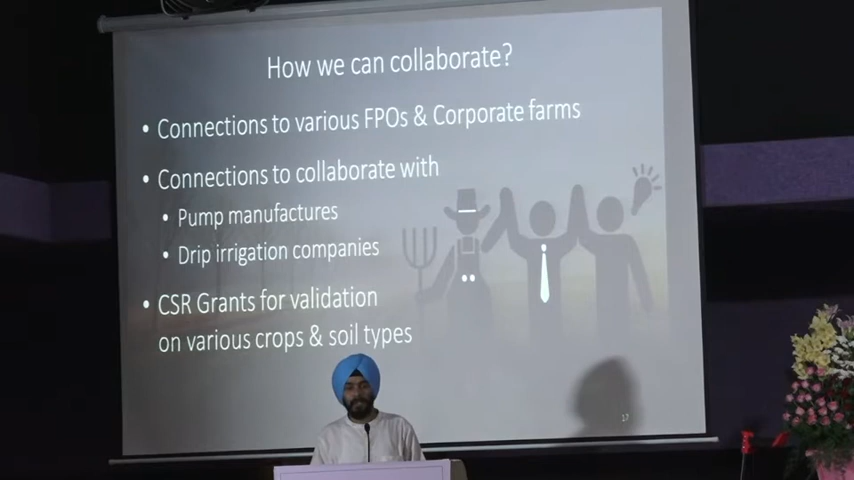 How we can collaborate?
• Connections to various FPOs & Corporate farms
• Connections to collaborate with
• Pump manufactures
• Drip irrigation companies
• CSR Grants for validation
on various crops & soil types
17